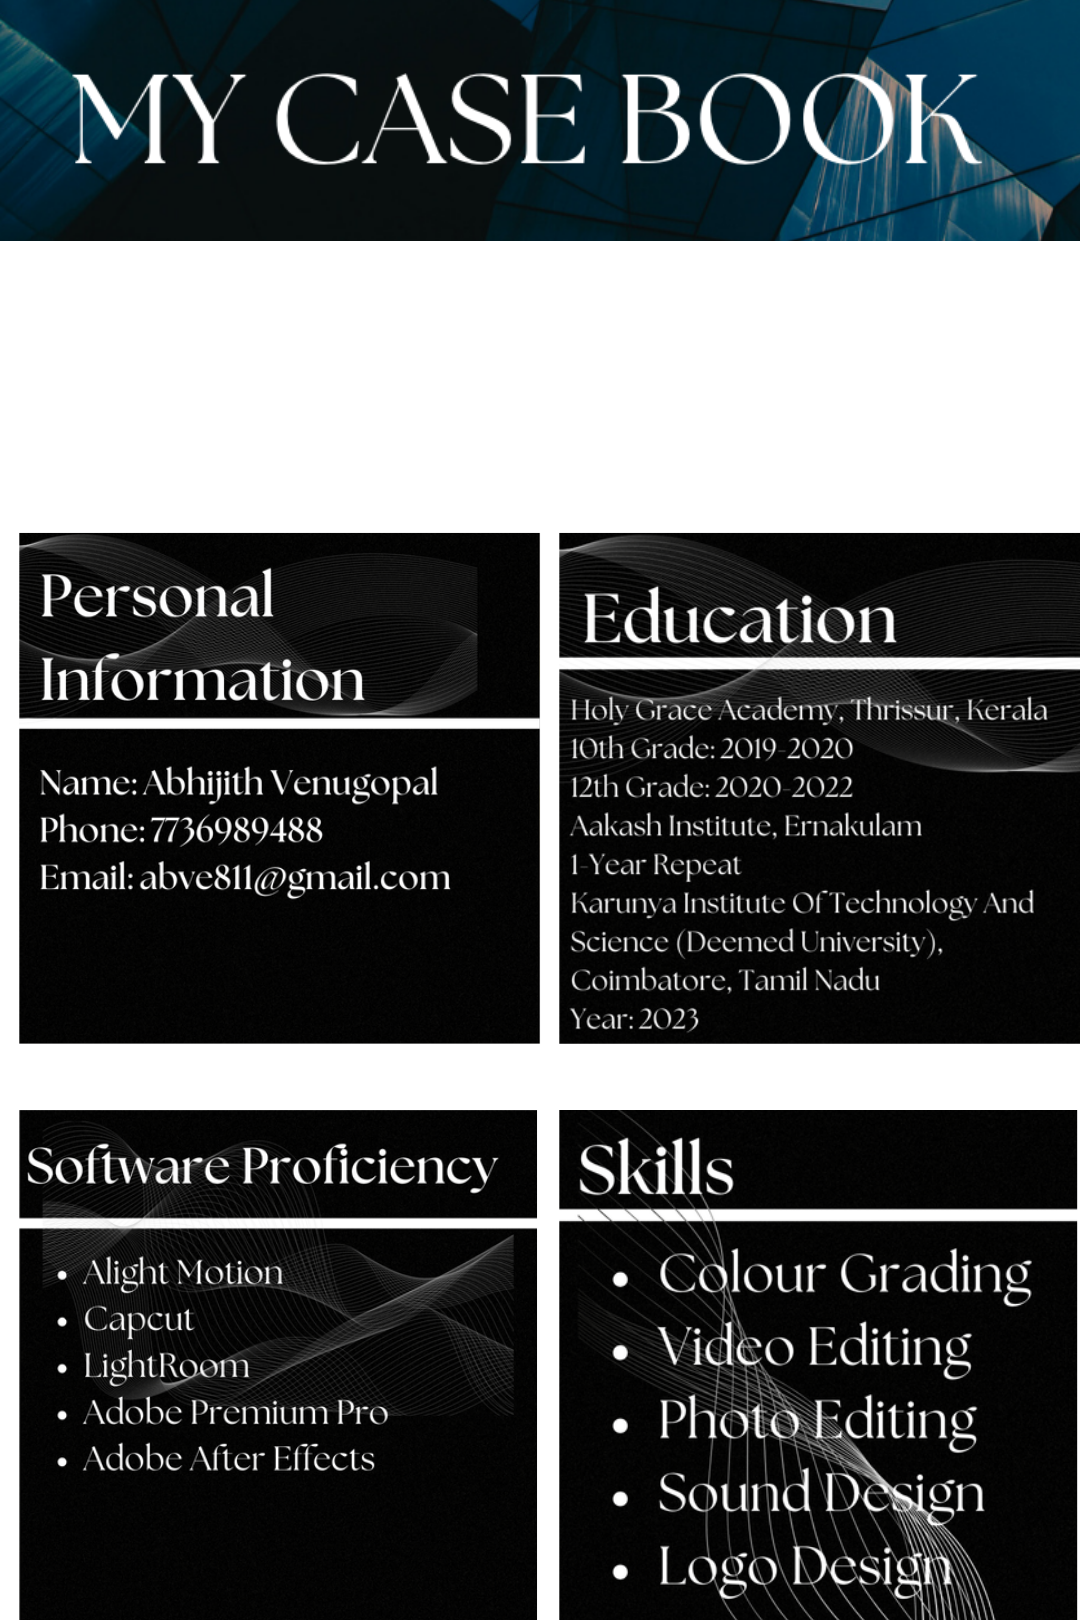 MY CASE BOOK
Personal
Information
Name: Abhijith Venugopal
Phone: 7736989488
Email: abve811@gmail.com
Education
Holy Grace Academy, Thrissur, Kerala
10th Grade: 2019-2020
12th Grade: 2020-2022
Aakash Institute, Ernakulam
1-Year Repeat
Karunya Institute Of Technology And
Science (Deemed University),
Coimbatore, Tamil Nadu
Year: 2023
Software Proficiency
• Alight Motion
• Capcut
• LightRoom
• Adobe Premium Pro
• Adobe After Effects
Skills
• Colour Grading
• Video Editing
• Photo Editing
• Sound Design
• Logo Design